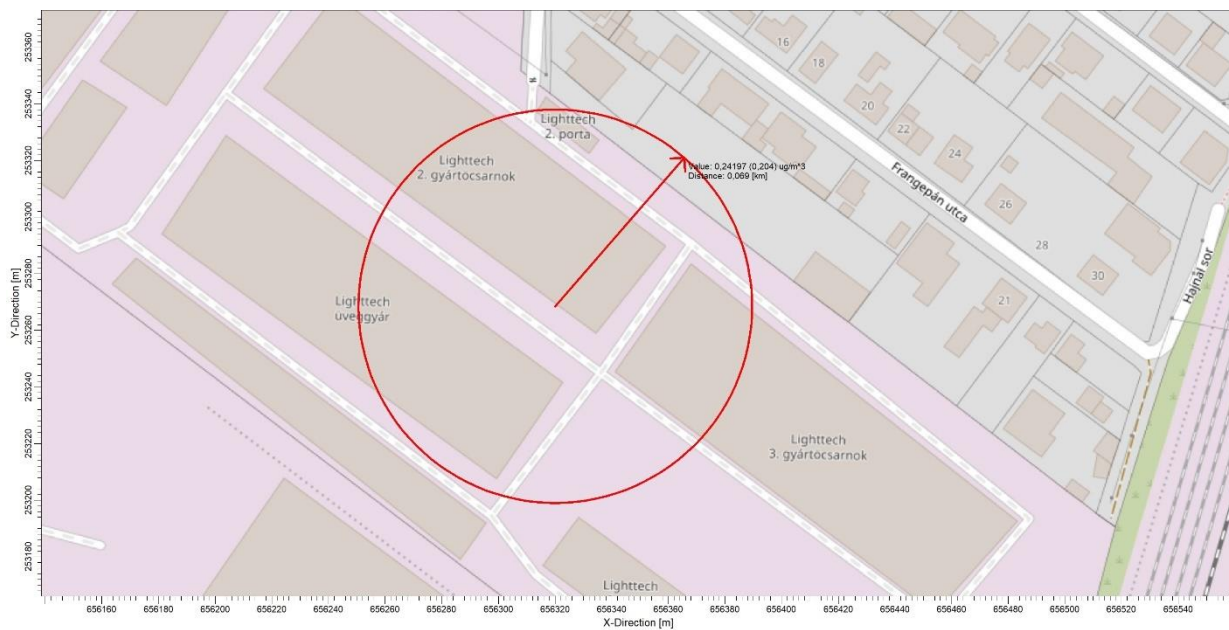 253360
253340
253320
253300
253280
253260
253240
253220
253200
253180
Y-Direction [m]
16
18
20
22
24
26
28
30
21
Lighttech
2. porta
Lighttech
2. gyártócsarnok
Value: 0,24197 (0,204) ug/m^3
Distance: 0,069 [km]
Frangepán utca
Hajnal sor
Lighttech
üveggyár
Lighttech
3. gyártócsarnok
Lighttech
656160 656180 656200 656220 656240 656260 656280 656300 656320 656340 656360 656380 656400 656420 656440 656460 656480 656500 656520 656540
X-Direction [m]